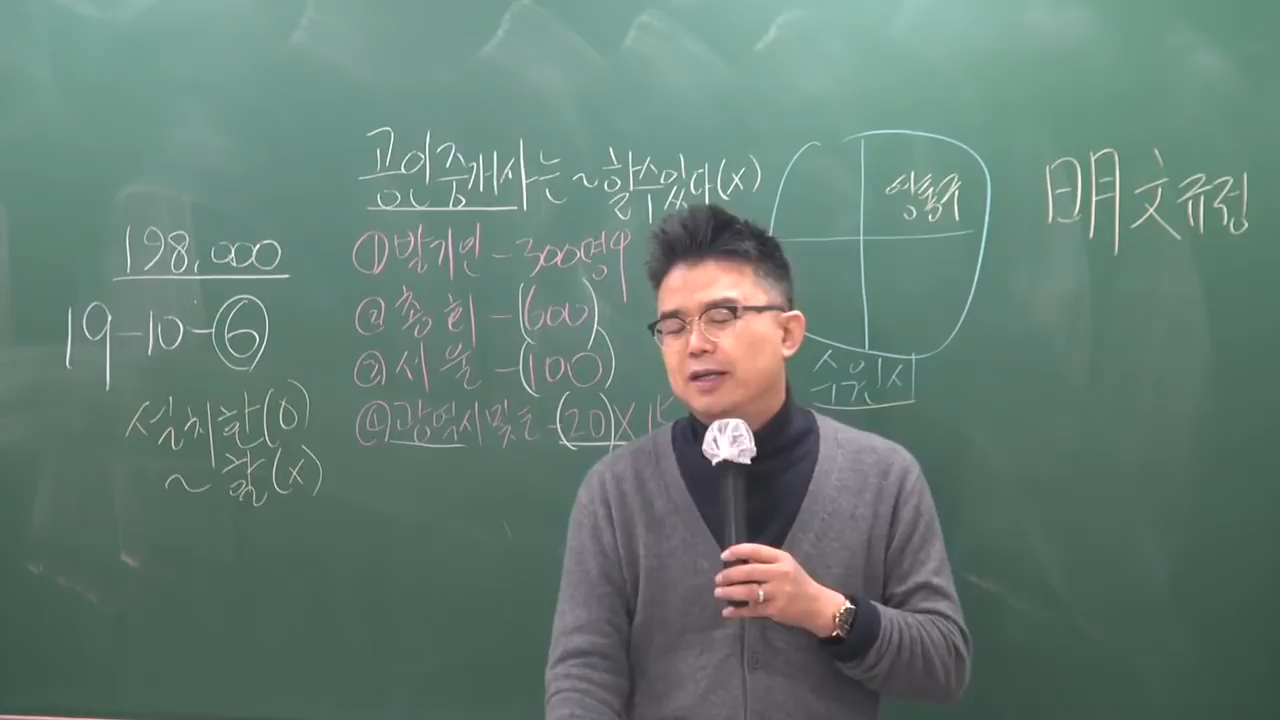 198,000
19-10-⑥
설치한(O)
~할(X)
공인중개사는 ~ 할 수 있다(X)
① 발기인 - 300명
② 총회 - (600)
③ 서울 - (100)
④ 광역시 및 도 - (20)X
수원시
明文규정